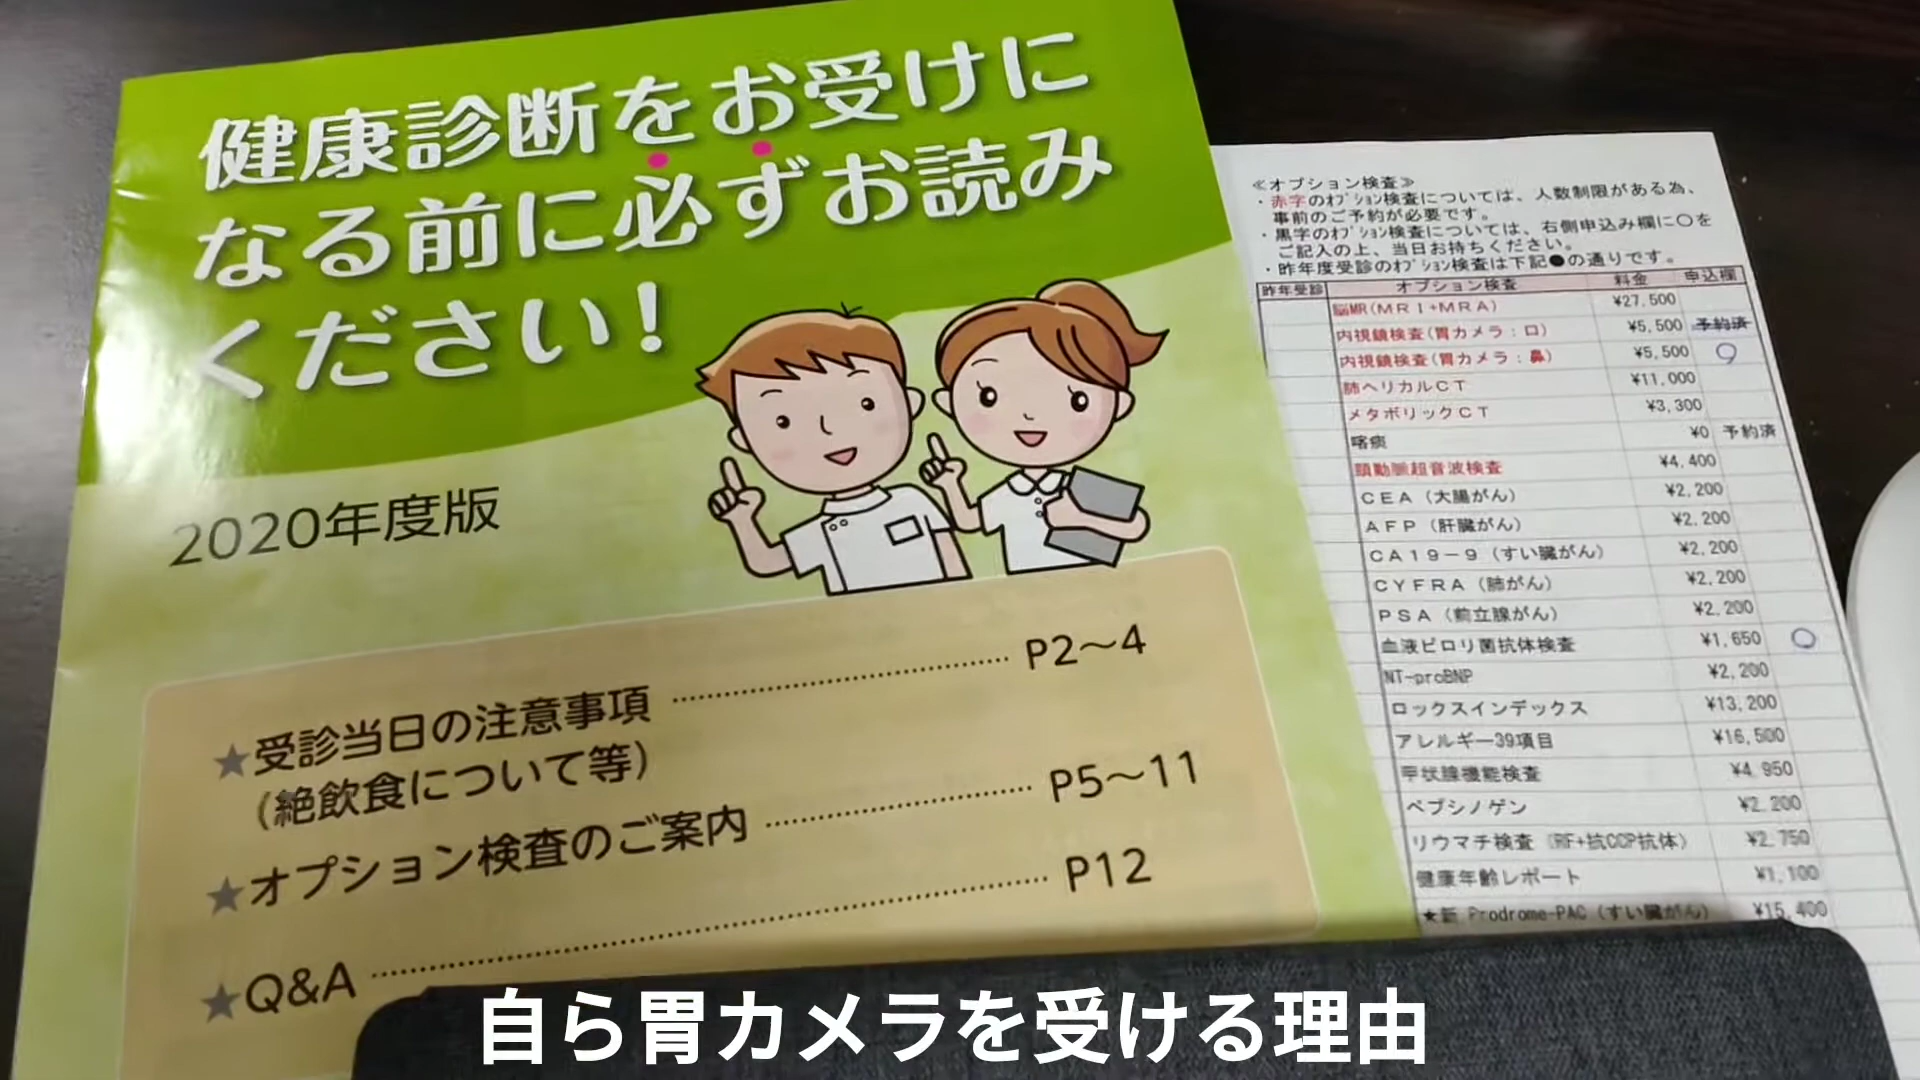 健康診断をお受けに
なる前に必ずお読み
ください!
2020年度版
★受診当日の注意事項 P2〜4
(絶飲食について等)
★オプション検査のご案内 P5〜11
★Q&A P12
≪オプション検査≫
・赤字のオプション検査については、人数制限がある為、
事前のご予約が必要です。
・黒字のオプション検査については、右側申込み欄に○を
ご記入の上、当日お持ちください。
・昨年度受診のオプション検査は下記●の通りです。
昨年受診 オプション検査 料金 申込欄
脳MR(MRI+MRA) ¥27,500
内視鏡検査(胃カメラ:口) ¥5,500 予約済
内視鏡検査(胃カメラ:鼻) ¥5,500 ○
肺ヘリカルCT ¥11,000
メタボリックCT ¥3,300
喀痰 ¥0 予約済
頸動脈超音波検査 ¥4,400
CEA(大腸がん) ¥2,200
AFP(肝臓がん) ¥2,200
CA19-9(すい臓がん) ¥2,200
CYFRA(肺がん) ¥2,200
PSA(前立腺がん) ¥2,200
血液ピロリ菌抗体検査 ¥1,650 ○
NT-proBNP ¥2,200
ロックスインデックス ¥13,200
アレルギー39項目 ¥16,500
甲状腺機能検査 ¥4,950
ペプシノゲン ¥2,200
リウマチ検査(RF+抗CCP抗体) ¥2,750
健康年齢レポート ¥1,100
★新 Prodrome-PAC(すい臓がん) ¥15,400
自ら胃カメラを受ける理由